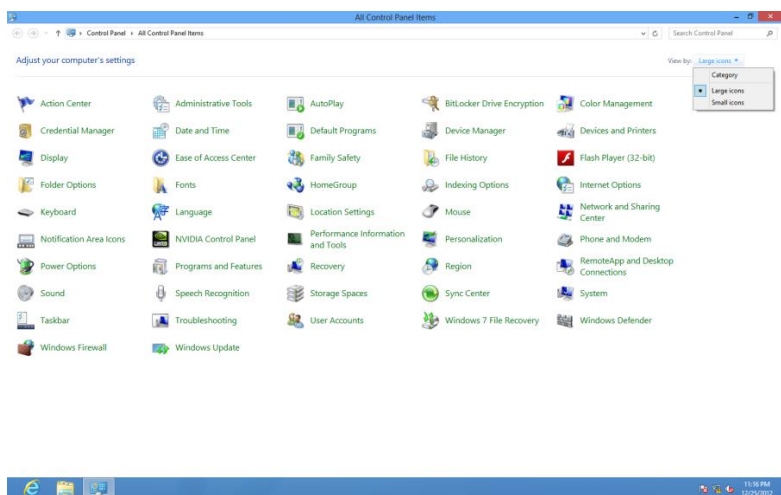 All Control Panel Items
Control Panel All Control Panel Items Search Control Panel
Adjust your computer's settings View by: Large icons
Category
Large icons
Small icons
Action Center Administrative Tools AutoPlay BitLocker Drive Encryption Color Management
Credential Manager Date and Time Default Programs Device Manager Devices and Printers
Display Ease of Access Center Family Safety File History Flash Player (32-bit)
Folder Options Fonts HomeGroup Indexing Options Internet Options
Keyboard Language Location Settings Mouse Network and Sharing Center
Notification Area Icons NVIDIA Control Panel Performance Information and Tools Personalization Phone and Modem
Power Options Programs and Features Recovery Region RemoteApp and Desktop Connections
Sound Speech Recognition Storage Spaces Sync Center System
Taskbar Troubleshooting User Accounts Windows 7 File Recovery Windows Defender
Windows Firewall Windows Update
11:56 PM
12/25/2012